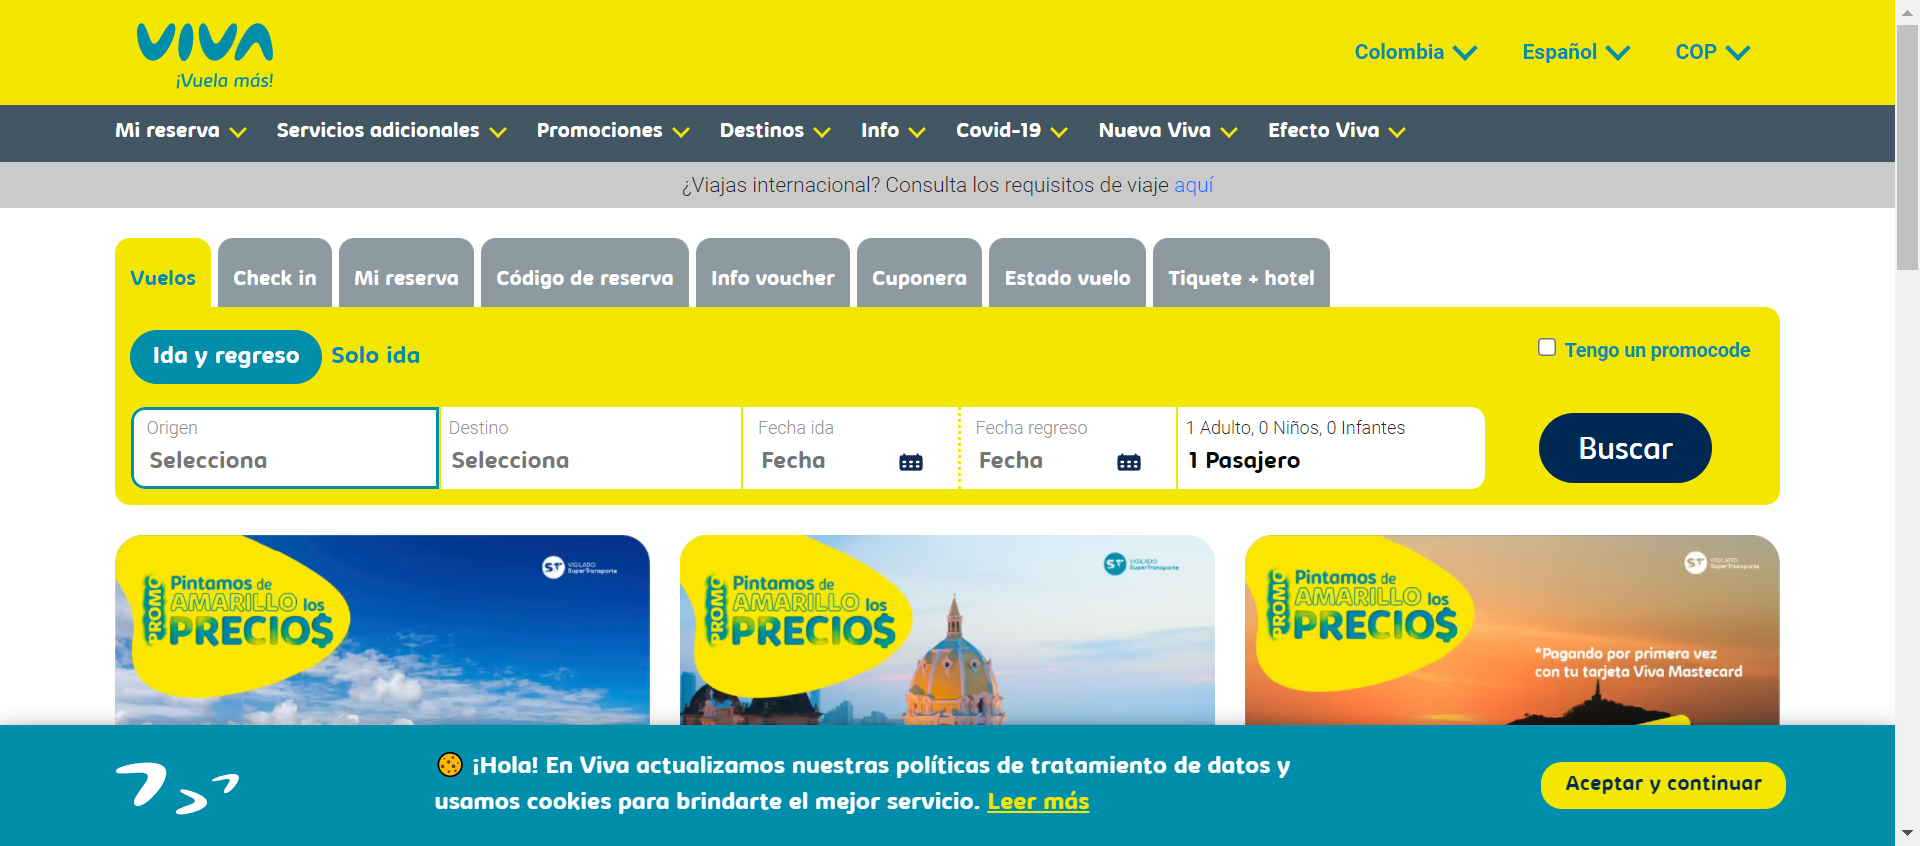 VIVA
¡Vuela más!
Colombia
Español
COP
Mi reserva
Servicios adicionales
Promociones
Destinos
Info
Covid-19
Nueva Viva
Efecto Viva
¿Viajas internacional? Consulta los requisitos de viaje aquí
Vuelos
Check in
Mi reserva
Código de reserva
Info voucher
Cuponera
Estado vuelo
Tiquete + hotel
Ida y regreso
Solo ida
Tengo un promocode
Origen
Selecciona
Destino
Selecciona
Fecha ida
Fecha
Fecha regreso
Fecha
1 Adulto, 0 Niños, 0 Infantes
1 Pasajero
Buscar
PROMO
Pintamos de
AMARILLO los
PRECIO$
ST
VIGILADO
SuperTransporte
PROMO
Pintamos de
AMARILLO los
PRECIO$
ST
VIGILADO
SuperTransporte
PROMO
Pintamos de
AMARILLO los
PRECIO$
ST
VIGILADO
SuperTransporte
*Pagando por primera vez
con tu tarjeta Viva Mastercard
¡Hola! En Viva actualizamos nuestras políticas de tratamiento de datos y
usamos cookies para brindarte el mejor servicio. Leer más
Aceptar y continuar